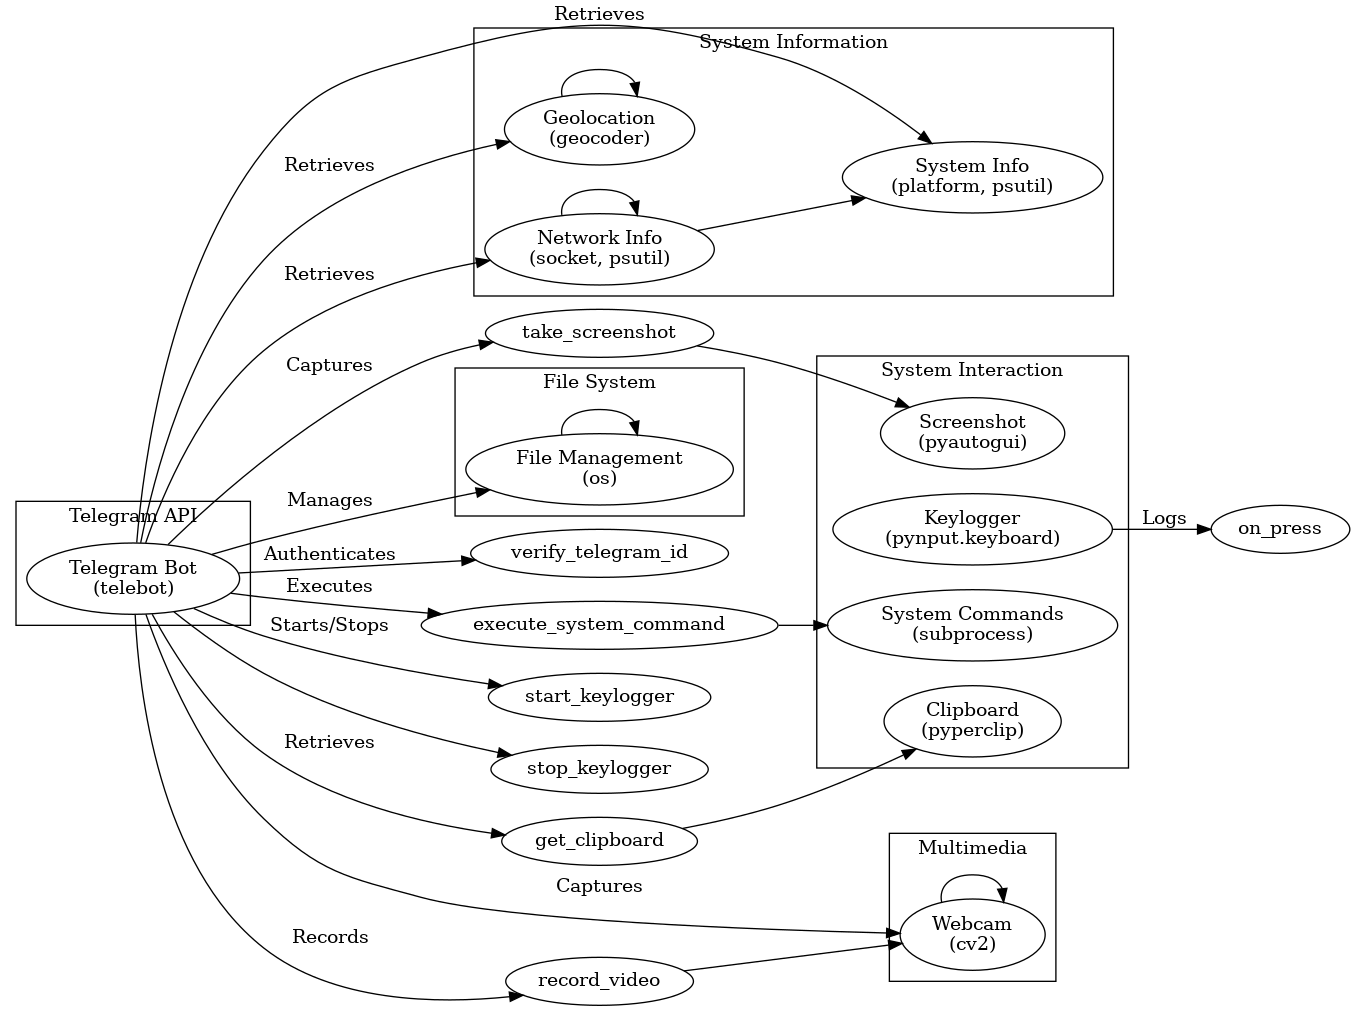 Retrieves
System Information
Geolocation
(geocoder)
System Info
(platform, psutil)
Retrieves
Network Info
(socket, psutil)
Retrieves
take_screenshot
Captures
System Interaction
File System
Screenshot
(pyautogui)
File Management
(os)
Manages
Telegram API
Keylogger
(pynput.keyboard)
Logs
on_press
Authenticates
verify_telegram_id
Telegram Bot
(telebot)
Executes
execute_system_command
System Commands
(subprocess)
Starts/Stops
start_keylogger
Clipboard
(pyperclip)
Retrieves
stop_keylogger
get_clipboard
Multimedia
Captures
Webcam
(cv2)
Records
record_video